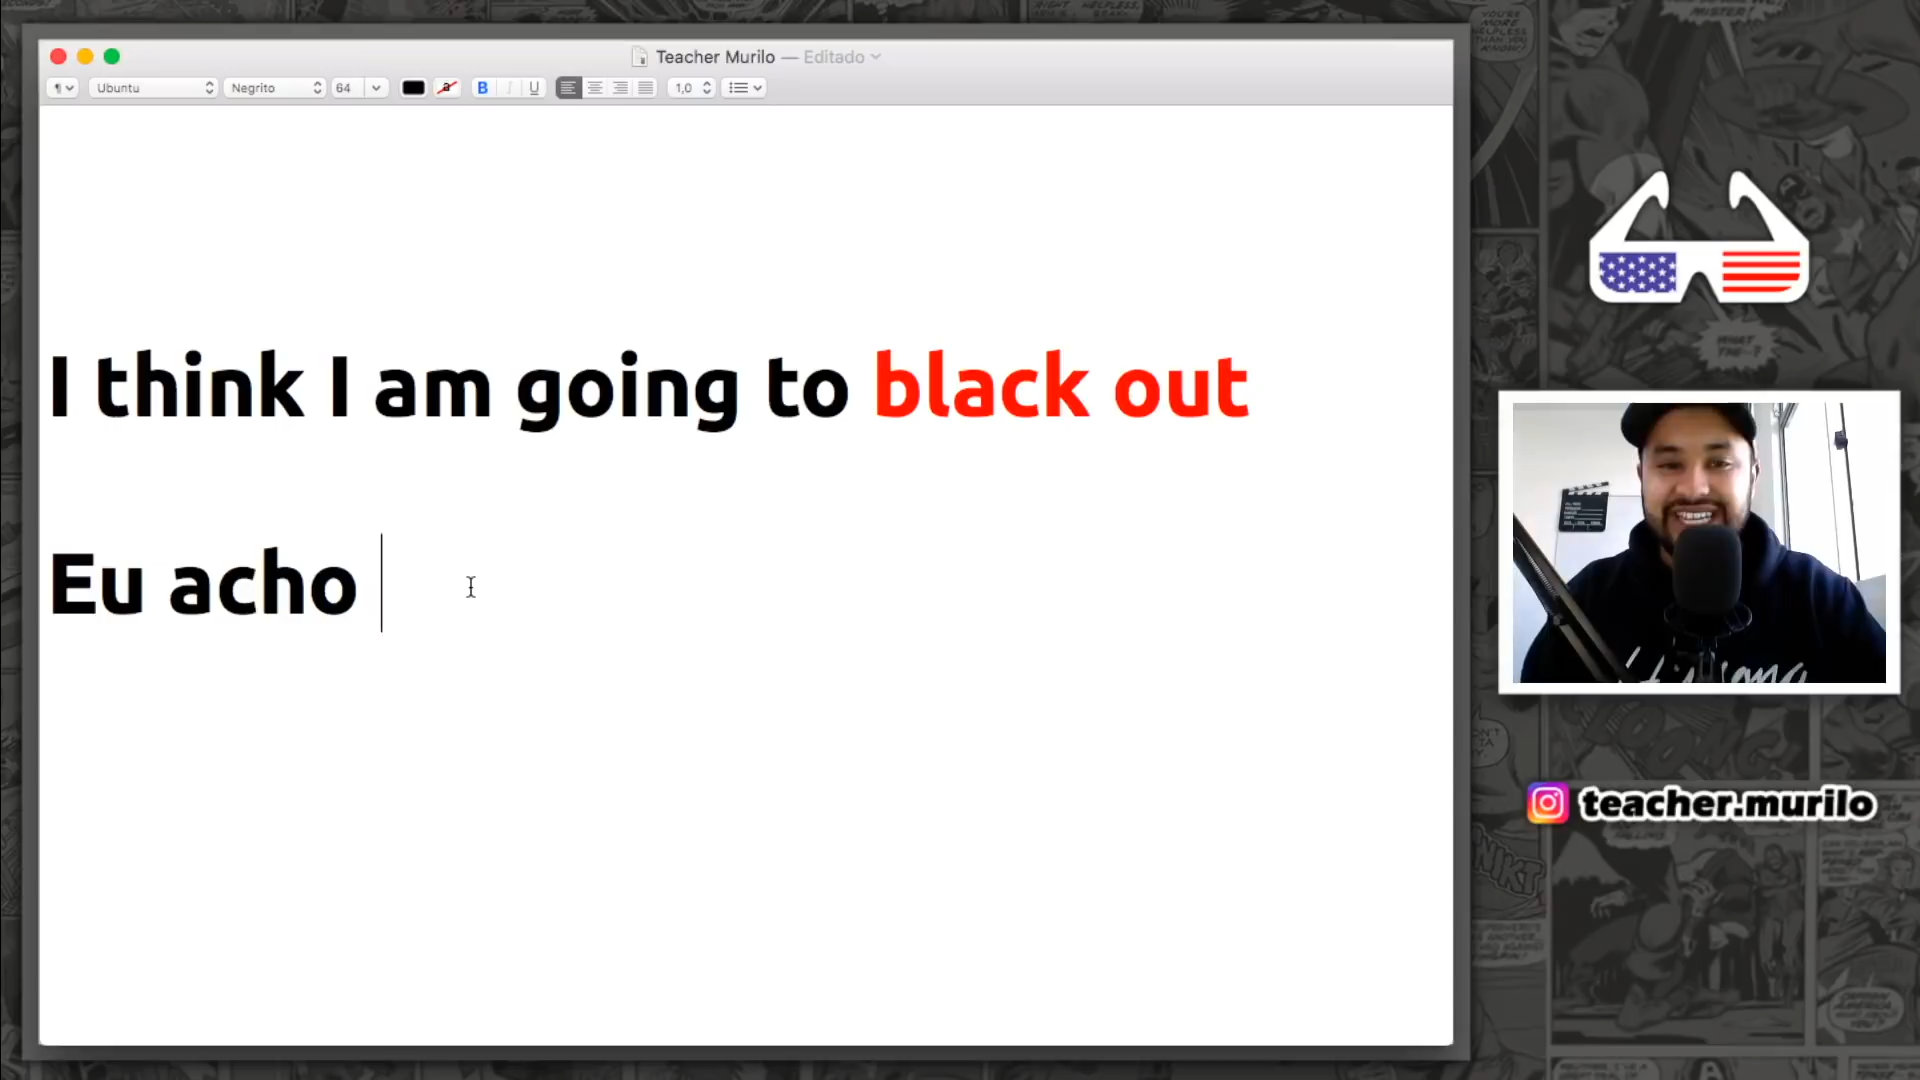 Teacher Murilo — Editado
Ubuntu
Negrito
64
B
U
1,0
I think I am going to black out
Eu acho
teacher.murilo